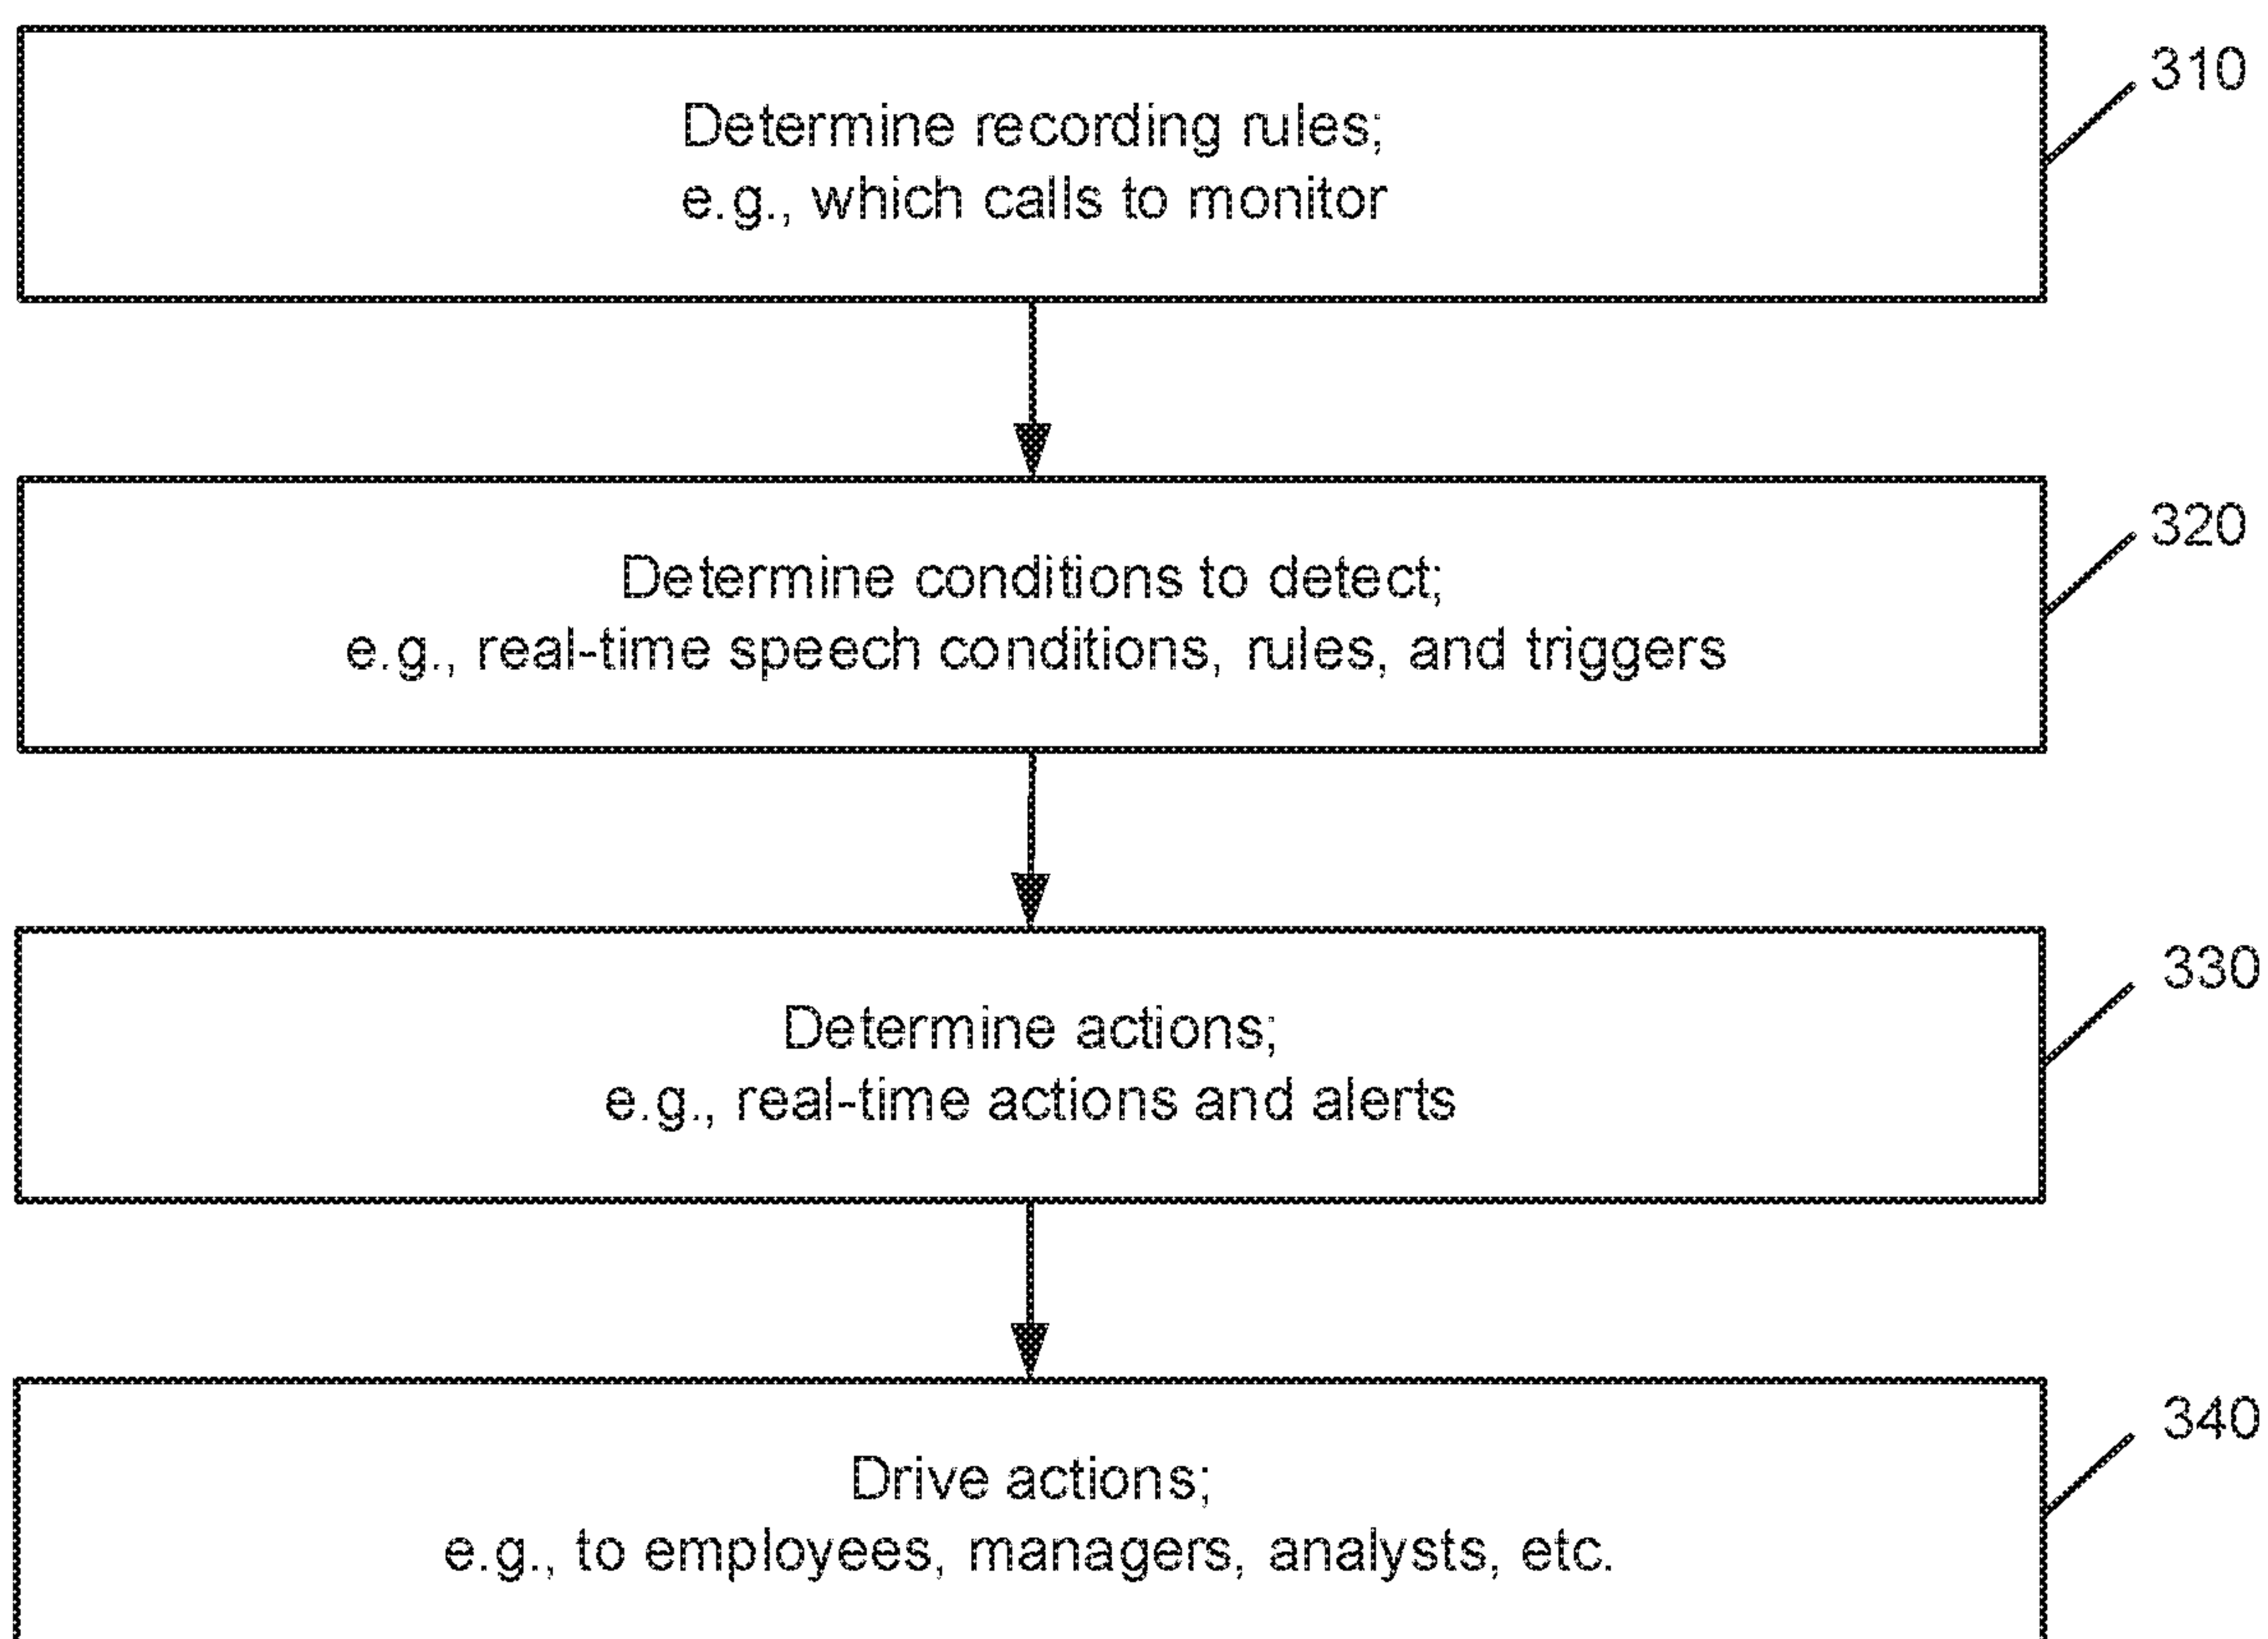 310
Determine recording rules;
e.g., which calls to monitor
320
Determine conditions to detect;
e.g., real-time speech conditions, rules, and triggers
330
Determine actions;
e.g., real-time actions and alerts
340
Drive actions;
e.g., to employees, managers, analysts, etc.